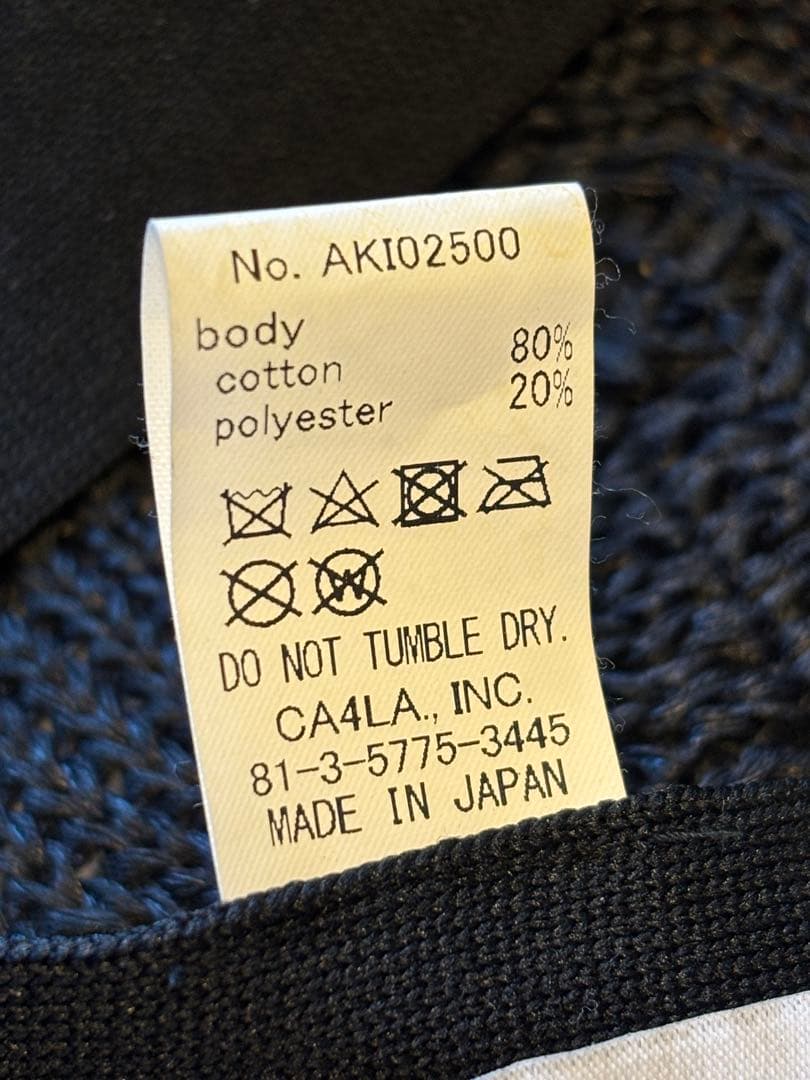 No. AKI02500
body
cotton 80%
polyester 20%
W
DO NOT TUMBLE DRY.
CA4LA., INC.
81-3-5775-3445
MADE IN JAPAN